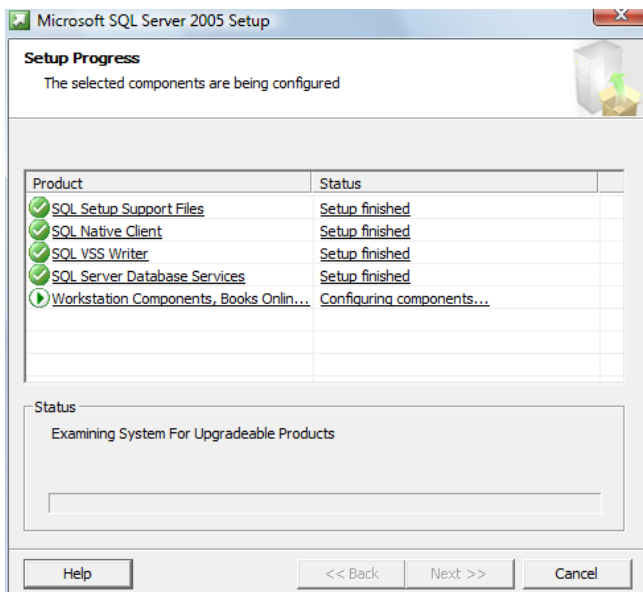 Microsoft SQL Server 2005 Setup
Setup Progress
The selected components are being configured
Product Status
SQL Setup Support Files Setup finished
SQL Native Client Setup finished
SQL VSS Writer Setup finished
SQL Server Database Services Setup finished
Workstation Components, Books Onlin... Configuring components...
Status
Examining System For Upgradeable Products
Help << Back Next >> Cancel